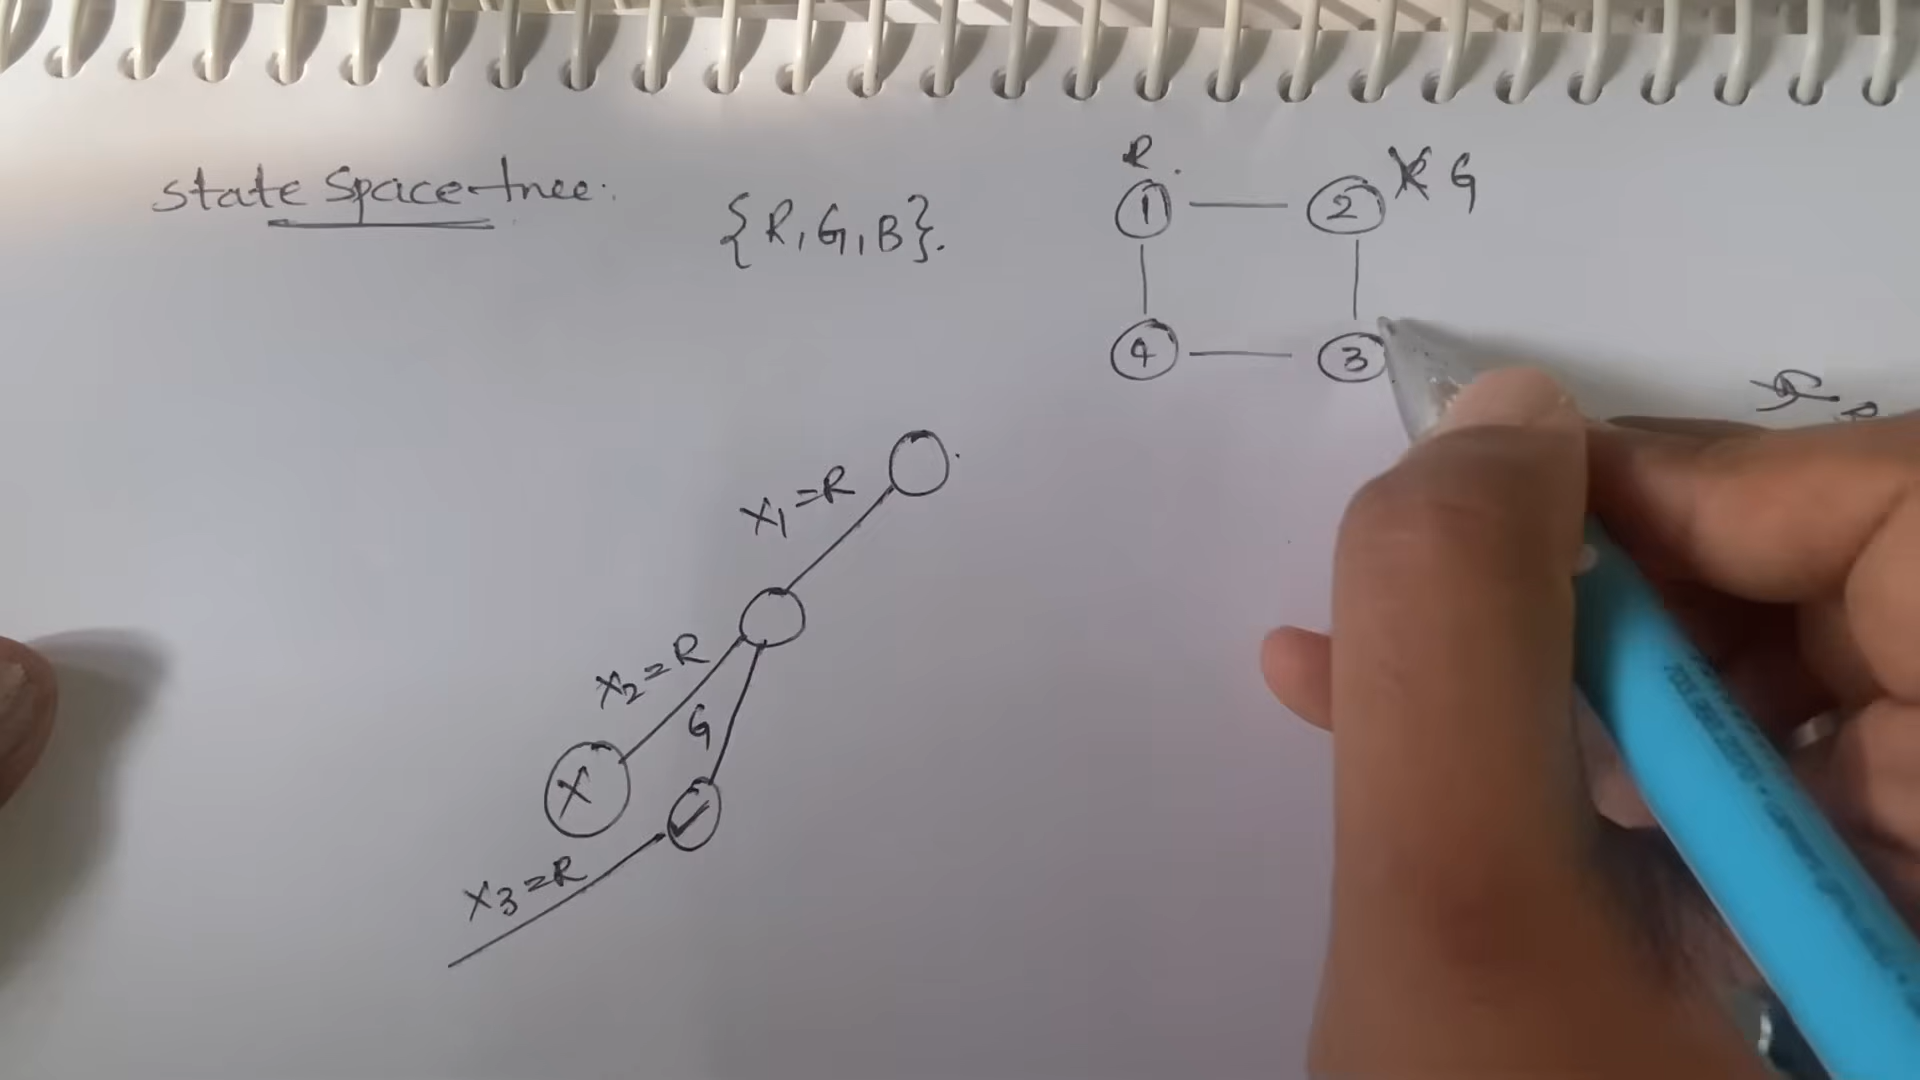 State Space tree:
{R, G, B}.
R
1
2
R G
4
3
X1=R
X2=R
G
X
X3=R